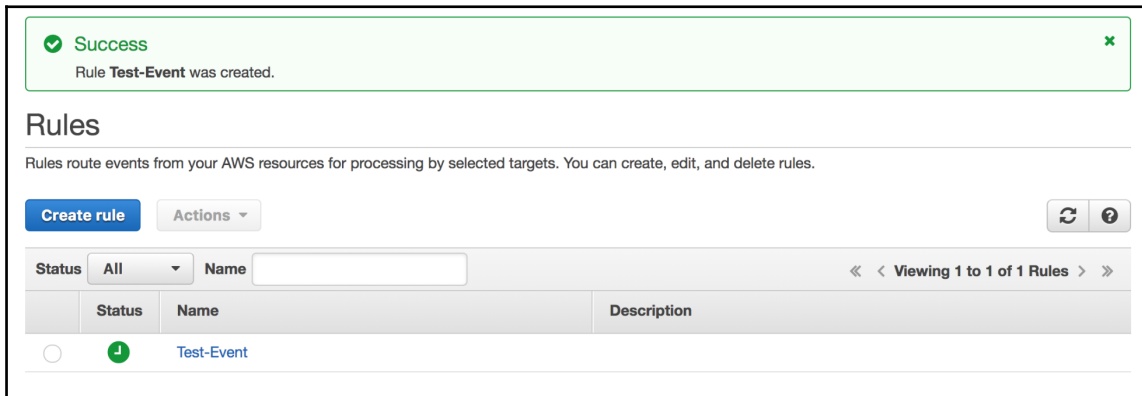 Success
Rule Test-Event was created.
Rules
Rules route events from your AWS resources for processing by selected targets. You can create, edit, and delete rules.
Create rule Actions
Status All Name Viewing 1 to 1 of 1 Rules
Status Name Description
Test-Event